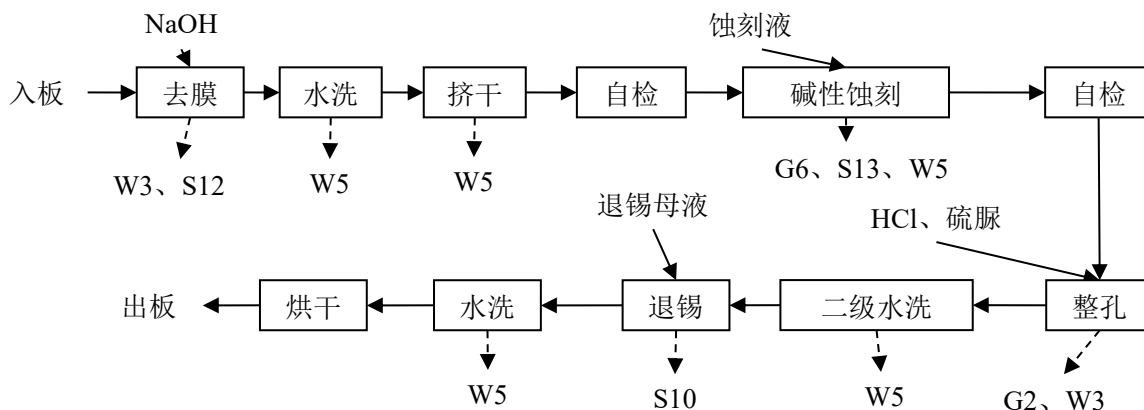 NaOH
蚀刻液
入板
去膜
水洗
挤干
自检
碱性蚀刻
自检
W3、S12
W5
W5
G6、S13、W5
退锡母液
HCl、硫脲
出板
烘干
水洗
退锡
二级水洗
整孔
W5
S10
W5
G2、W3